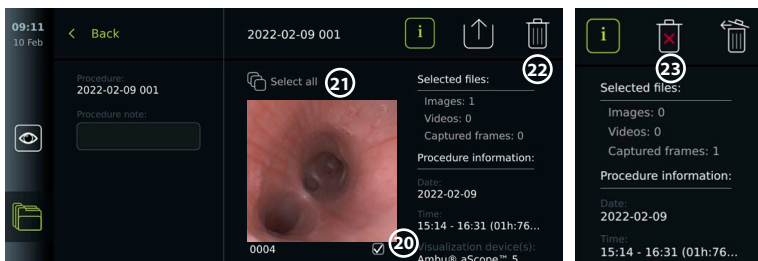 09:11
10 Feb
Back
2022-02-09 001
i
21
22
Procedure:
2022-02-09 001
Procedure note:
Select all
0004
20
Selected files:
Images: 1
Videos: 0
Captured frames: 0
Procedure information:
Date:
2022-02-09
Time:
15:14 - 16:31 (01h:76...
Visualization device(s):
Ambu® aScope™ 5
i
23
Selected files:
Images: 0
Videos: 0
Captured frames: 1
Procedure information:
Date:
2022-02-09
Time:
15:14 - 16:31 (01h:76...